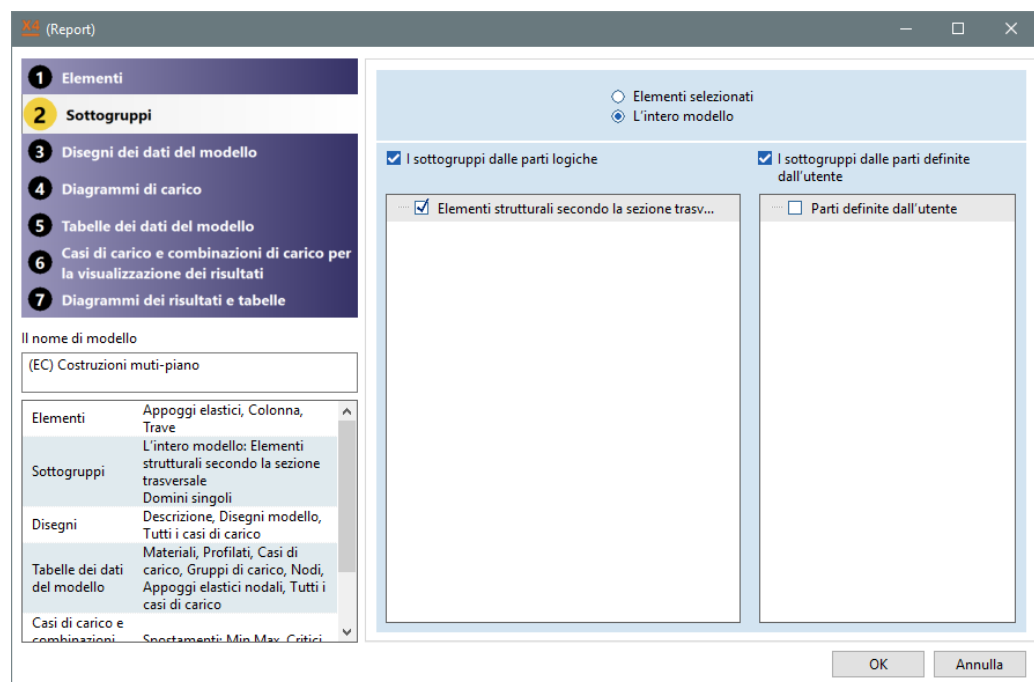 X4 (Report)
1 Elementi
2 Sottogruppi
3 Disegni dei dati del modello
4 Diagrammi di carico
5 Tabelle dei dati del modello
6 Casi di carico e combinazioni di carico per
la visualizzazione dei risultati
7 Diagrammi dei risultati e tabelle
Il nome di modello
(EC) Costruzioni muti-piano
Elementi
Appoggi elastici, Colonna,
Trave
Sottogruppi
L'intero modello: Elementi
strutturali secondo la sezione
trasversale
Domini singoli
Disegni
Descrizione, Disegni modello,
Tutti i casi di carico
Tabelle dei dati
del modello
Materiali, Profilati, Casi di
carico, Gruppi di carico, Nodi,
Appoggi elastici nodali, Tutti i
casi di carico
Casi di carico e
combinazioni
Spostamenti: Min Max. Critici
Elementi selezionati
L'intero modello
I sottogruppi dalle parti logiche
Elementi strutturali secondo la sezione trasv...
I sottogruppi dalle parti definite
dall'utente
Parti definite dall'utente
OK
Annulla